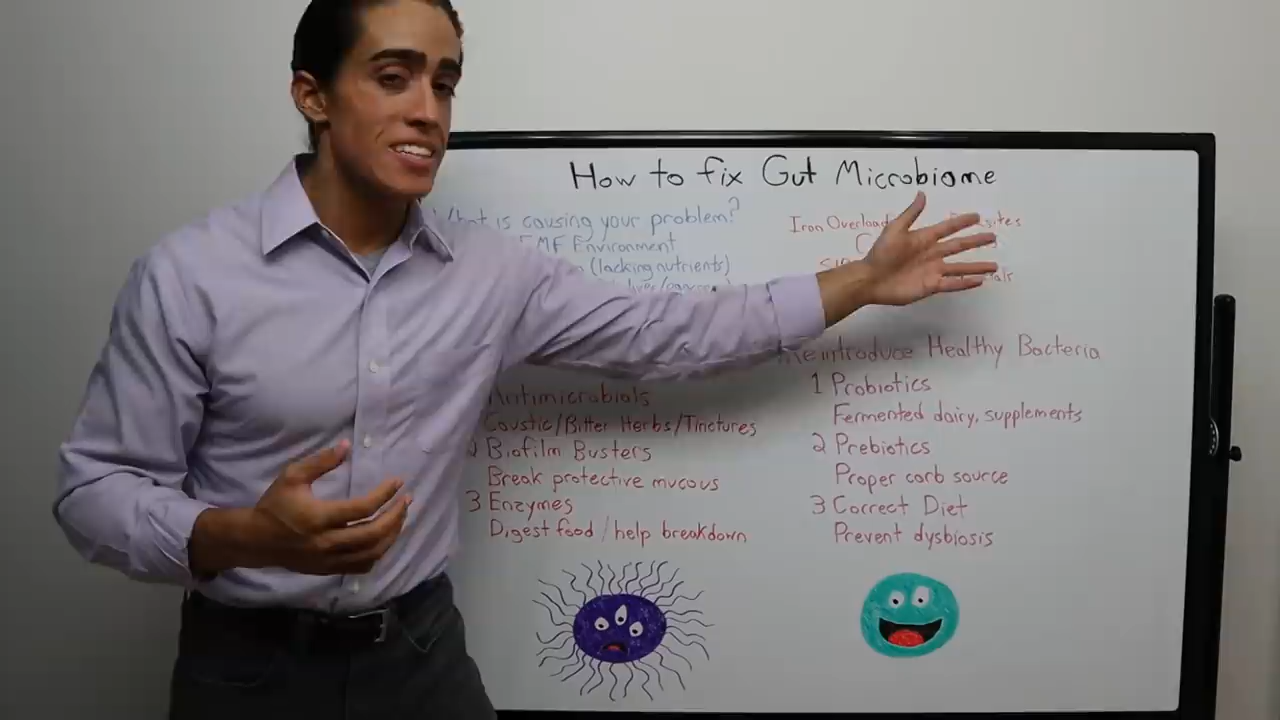 How to fix Gut Microbiome
is causing your problem?
EMF Environment
(lacking nutrients)
Iron Overload
Reintroduce Healthy Bacteria
1 Probiotics
Fermented dairy, supplements
2 Prebiotics
Proper carb source
3 Correct Diet
Prevent dysbiosis
Antimicrobials
Caustic/Bitter Herbs/Tinctures
Biofilm Busters
Break protective mucous
3 Enzymes
Digest food / help breakdown